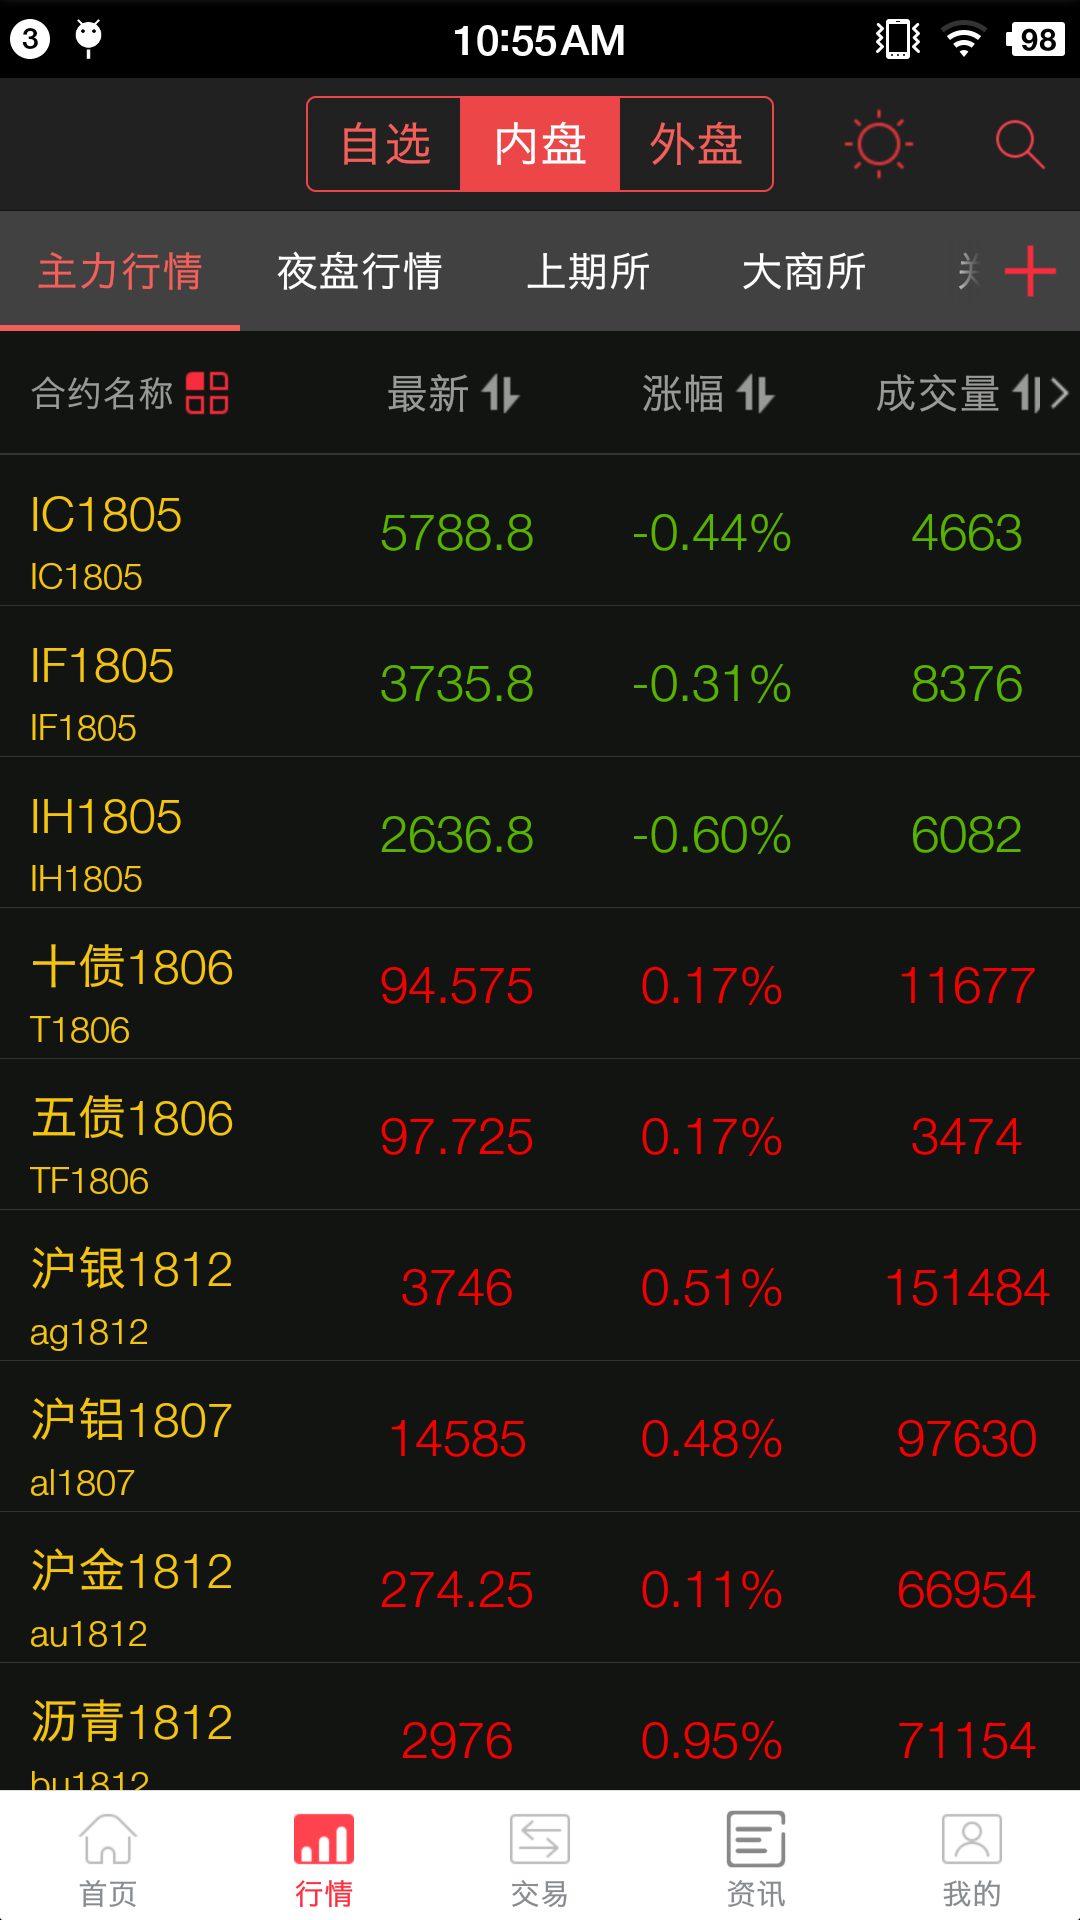 3 10:55AM 98
自选 内盘 外盘
主力行情 夜盘行情 上期所 大商所
合约名称 最新 涨幅 成交量
IC1805 5788.8 -0.44% 4663
IC1805
IF1805 3735.8 -0.31% 8376
IF1805
IH1805 2636.8 -0.60% 6082
IH1805
十债1806 94.575 0.17% 11677
T1806
五债1806 97.725 0.17% 3474
TF1806
沪银1812 3746 0.51% 151484
ag1812
沪铝1807 14585 0.48% 97630
al1807
沪金1812 274.25 0.11% 66954
au1812
沥青1812 2976 0.95% 71154
bu1812
首页 行情 交易 资讯 我的